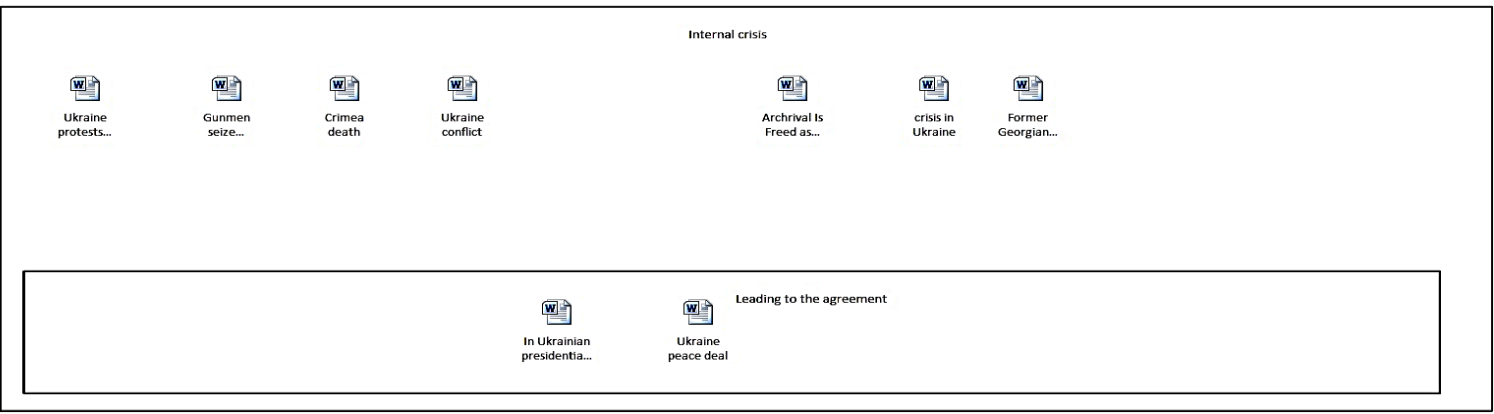 Internal crisis
Ukraine
protests...
Gunmen
seize...
Crimea
death
Ukraine
conflict
Archrival Is
Freed as...
crisis in
Ukraine
Former
Georgian...
Leading to the agreement
In Ukrainian
presidentia...
Ukraine
peace deal